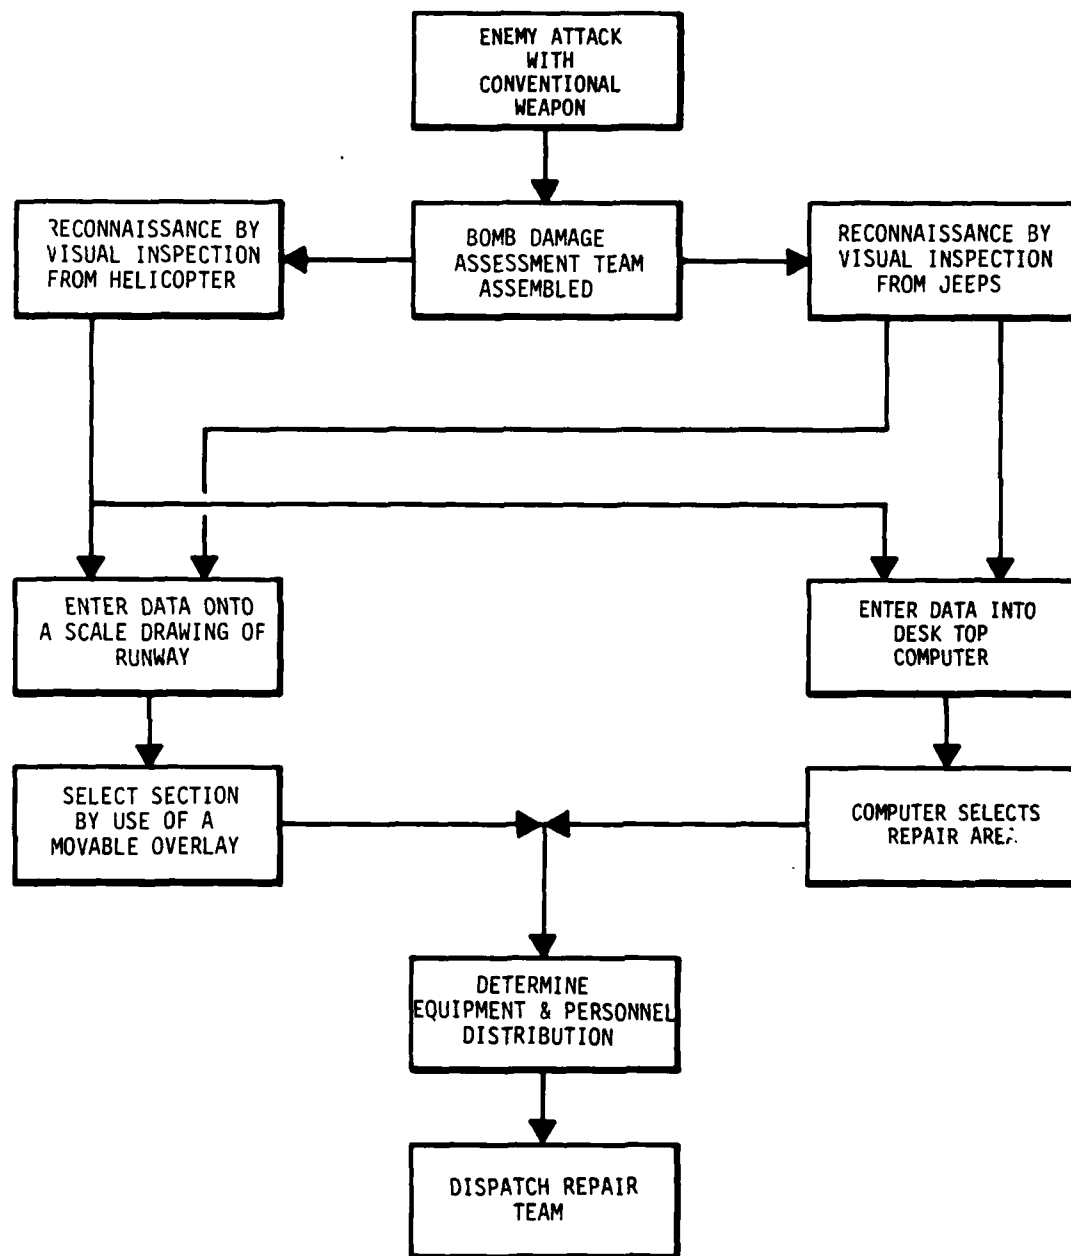 ENEMY ATTACK
WITH
CONVENTIONAL
WEAPON
RECONNAISSANCE BY
VISUAL INSPECTION
FROM HELICOPTER
BOMB DAMAGE
ASSESSMENT TEAM
ASSEMBLED
RECONNAISSANCE BY
VISUAL INSPECTION
FROM JEEPS
ENTER DATA ONTO
A SCALE DRAWING OF
RUNWAY
ENTER DATA INTO
DESK TOP
COMPUTER
SELECT SECTION
BY USE OF A
MOVABLE OVERLAY
COMPUTER SELECTS
REPAIR AREA
DETERMINE
EQUIPMENT & PERSONNEL
DISTRIBUTION
DISPATCH REPAIR
TEAM